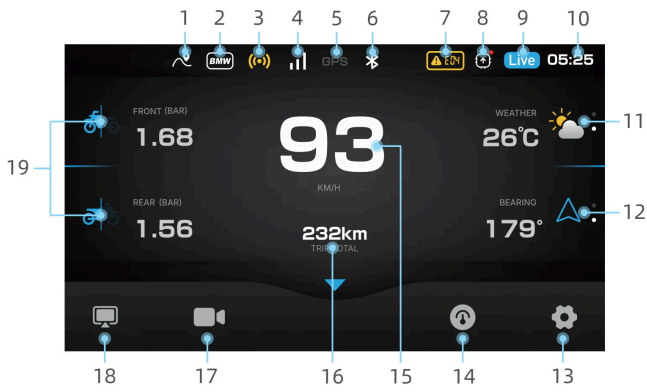 1 2 3 4 5 6 7 8 9 10
BMW GPS E04 Live 05:25
FRONT (BAR) WEATHER
1.68 93 26°C 11
19
KM/H
REAR (BAR) BEARING
1.56 232km 179° 12
TRIP TOTAL
18 17 16 15 14 13